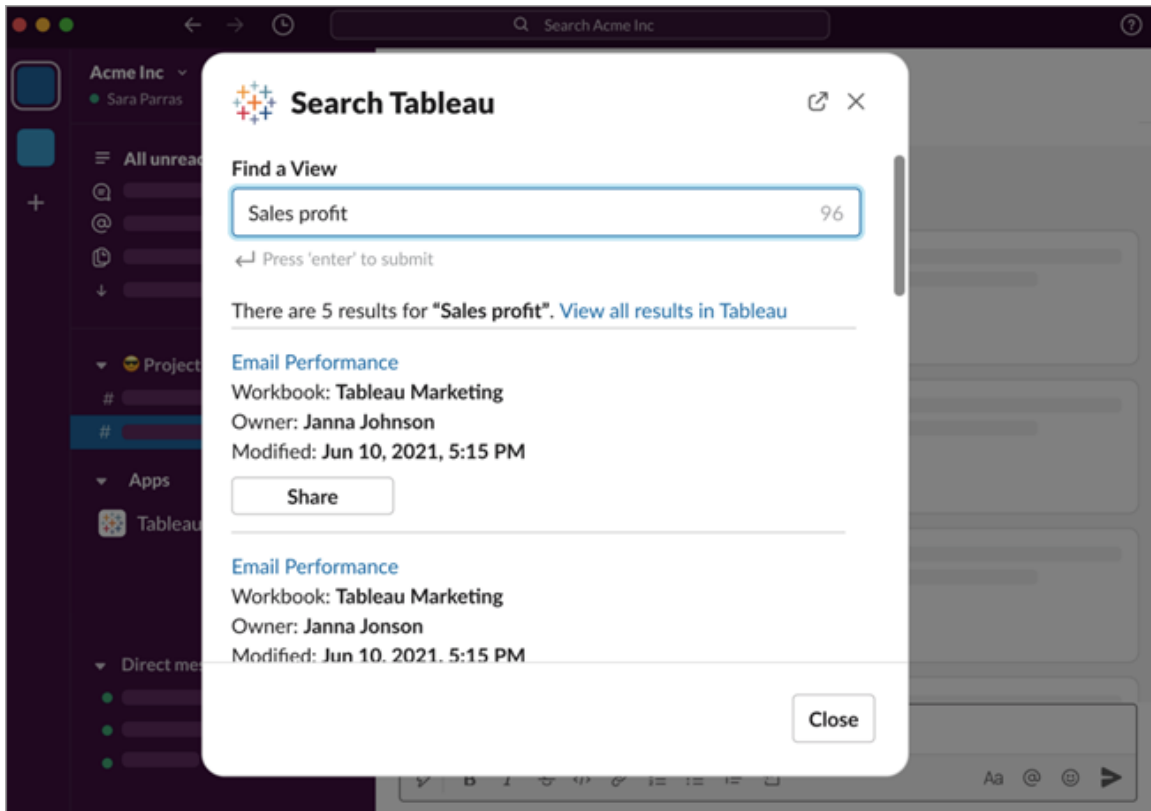 Search Acme Inc
Acme Inc
Sara Parras
All unread
Project
Apps
Tableau
Direct mes
Search Tableau
Find a View
Sales profit 96
Press 'enter' to submit
There are 5 results for “Sales profit”. View all results in Tableau
Email Performance
Workbook: Tableau Marketing
Owner: Janna Johnson
Modified: Jun 10, 2021, 5:15 PM
Share
Email Performance
Workbook: Tableau Marketing
Owner: Janna Jonson
Modified: Jun 10, 2021, 5:15 PM
Close
Aa